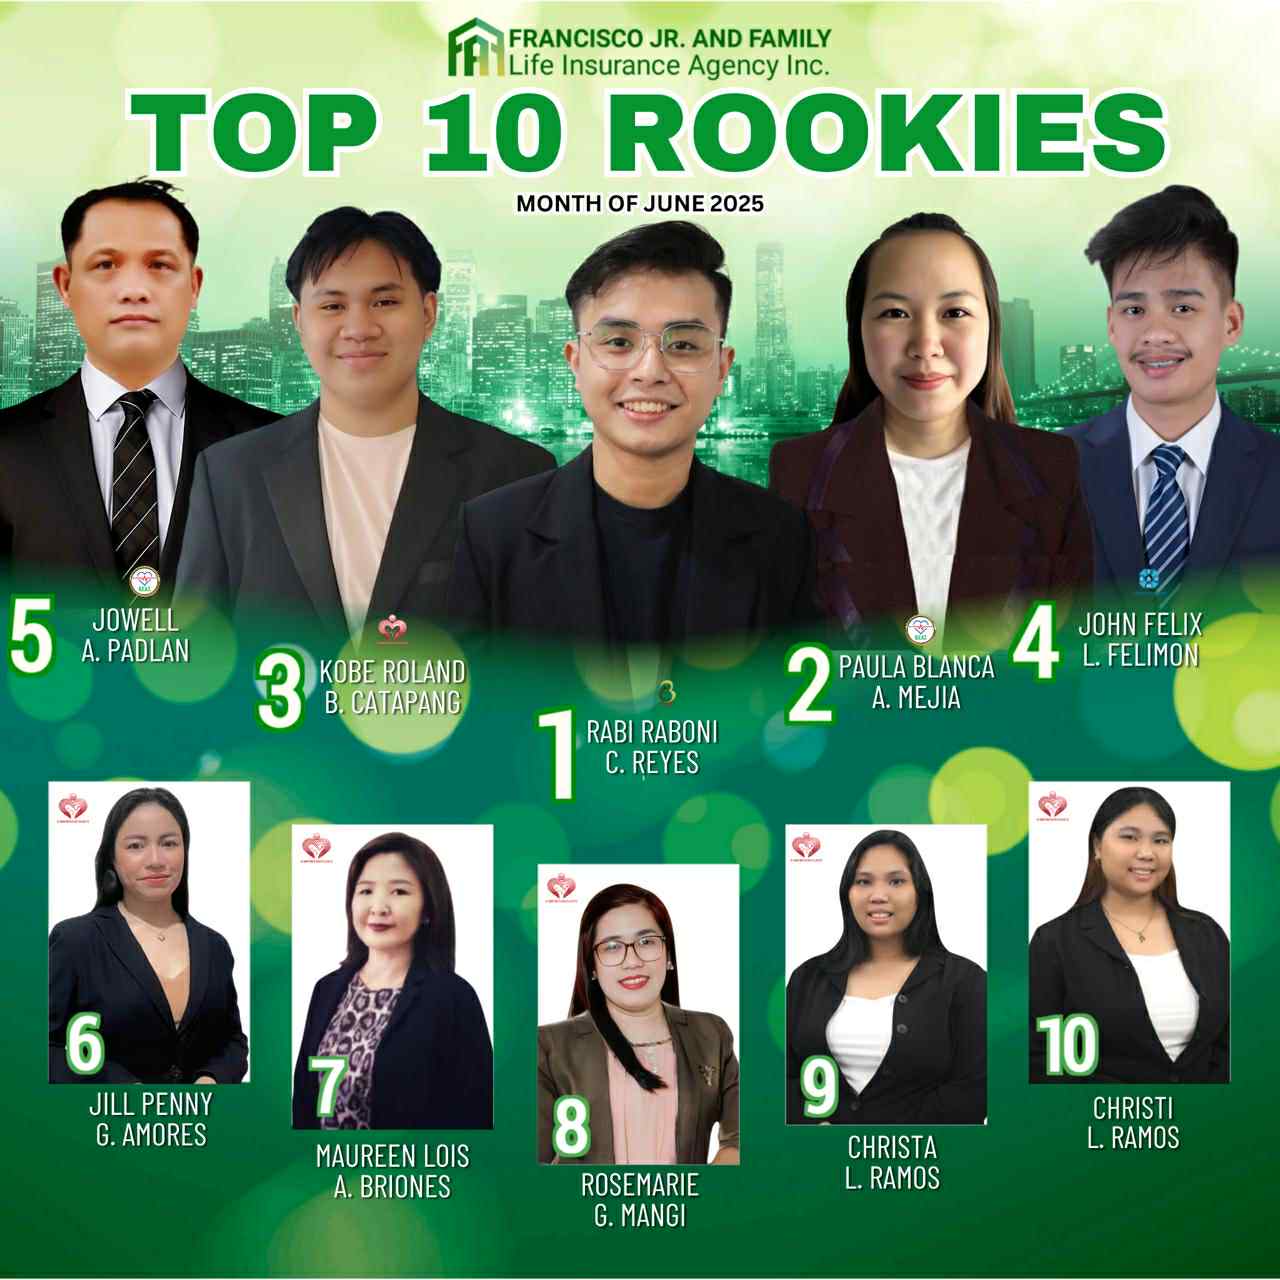 FRANCISCO JR. AND FAMILY
Life Insurance Agency Inc.
TOP 10 ROOKIES
MONTH OF JUNE 2025
5
JOWELL
A. PADLAN
3
KOBE ROLAND
B. CATAPANG
1
RABI RABONI
C. REYES
2
PAULA BLANCA
A. MEJIA
4
JOHN FELIX
L. FELIMON
6
JILL PENNY
G. AMORES
7
MAUREEN LOIS
A. BRIONES
8
ROSEMARIE
G. MANGI
9
CHRISTA
L. RAMOS
10
CHRISTI
L. RAMOS